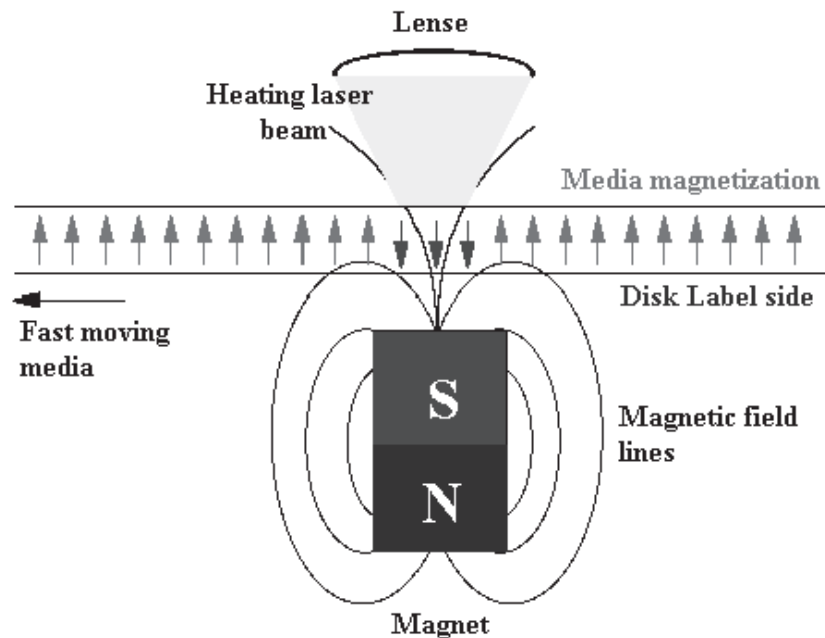 Lense
Heating laser
beam
Media magnetization
Disk Label side
Fast moving
media
S
Magnetic field
lines
N
Magnet